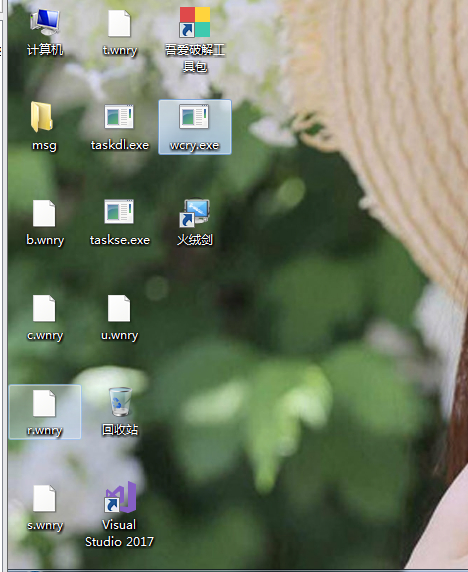 计算机
t.wnry
吾爱破解工
具包
msg
taskdl.exe
wcry.exe
b.wnry
taskse.exe
火绒剑
c.wnry
u.wnry
r.wnry
回收站
s.wnry
Visual
Studio 2017